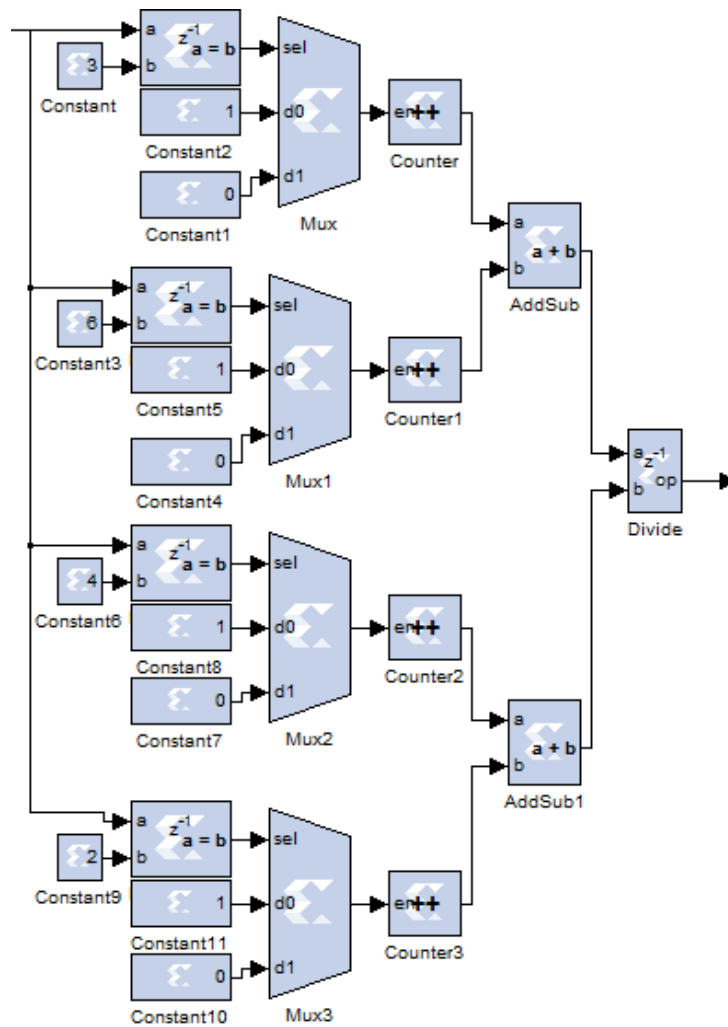 a
z-1
a = b
sel
3
b
Constant
1
d0
en++
Constant2
Counter
0
d1
Constant1
Mux
a
a + b
b
AddSub
a
z-1
a = b
sel
6
b
Constant3
1
d0
en++
Constant5
Counter1
0
d1
Constant4
Mux1
a
z-1
op
b
Divide
a
z-1
a = b
sel
4
b
Constant6
1
d0
en++
Constant8
Counter2
0
d1
Constant7
Mux2
a
a + b
b
AddSub1
a
z-1
a = b
sel
2
b
Constant9
1
d0
en++
Constant11
Counter3
0
d1
Constant10
Mux3